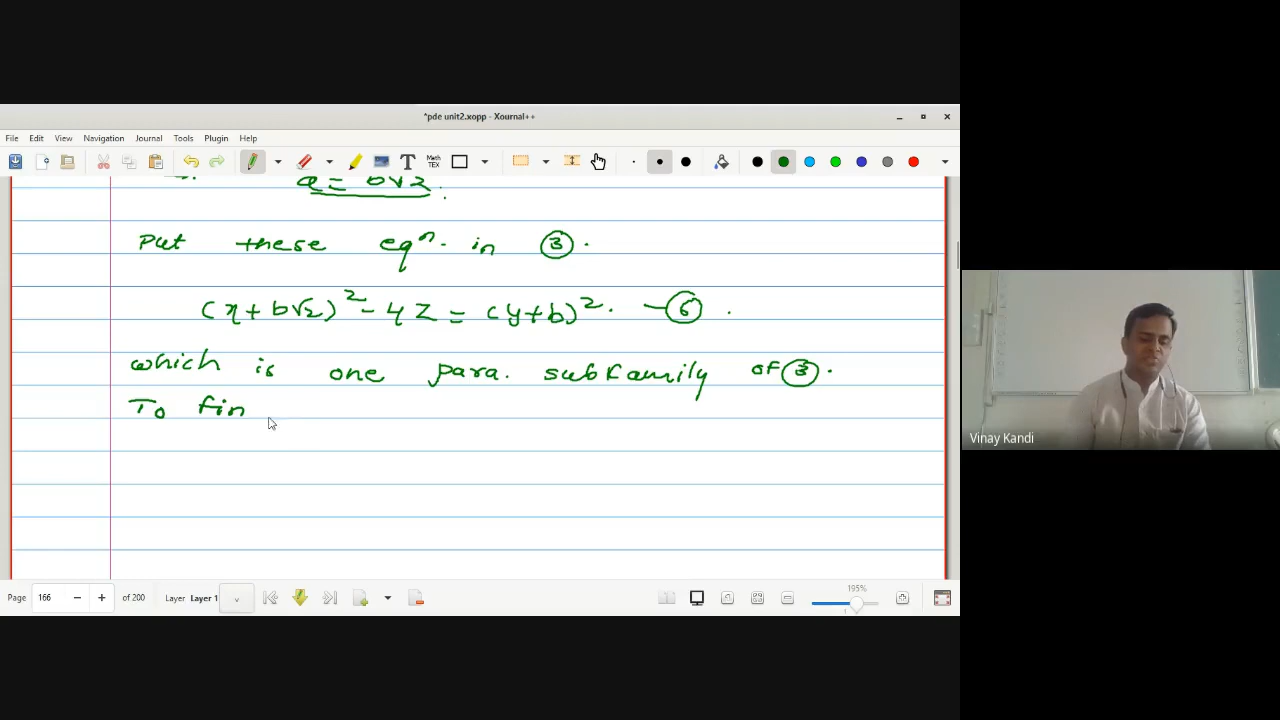 *pde unit2.xopp - Xournal++
File Edit View Navigation Journal Tools Plugin Help
a = b√2.
Put these eqⁿ. in ③.
(x+b√2)² - 4z = (y+b)². —⑥.
which is one para. subfamily of ③.
To fin
Vinay Kandi
Page 166 - + of 200 Layer Layer 1
195%